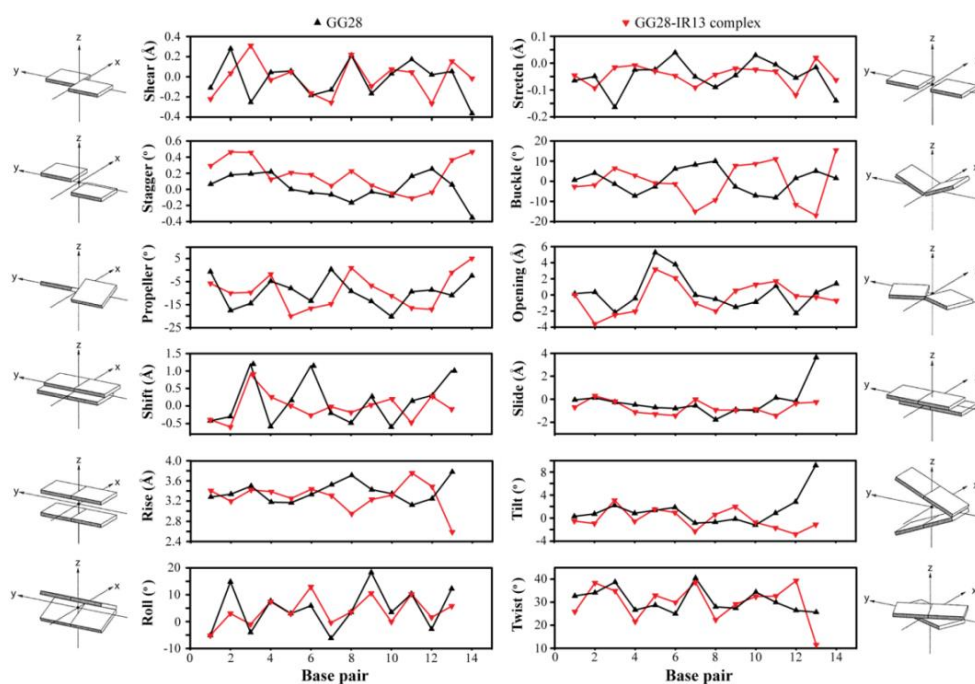 ▲ GG28 ▼ GG28-IR13 complex
z y x
Shear (Å)
0.4 0.2 0.0 -0.2 -0.4
Stretch (Å)
0.1 0.0 -0.1 -0.2
z y x
z y x
Stagger (°)
0.6 0.4 0.2 0.0 -0.2 -0.4
Buckle (°)
20 10 0 -10 -20
z y x
z y x
Propeller (°)
5 -5 -15 -25
Opening (Å)
6 4 2 0 -2 -4
z y x
z y x
Shift (Å)
1.5 1.0 0.5 0.0 -0.5
Slide (Å)
4 2 0 -2
z y x
z y x
Rise (Å)
4.0 3.6 3.2 2.8 2.4
Tilt (°)
8 4 0 -4
z y x
z y x
Roll (°)
20 10 0 -10
Twist (°)
40 30 20 10
z y x
0 2 4 6 8 10 12 14
0 2 4 6 8 10 12 14
Base pair
Base pair